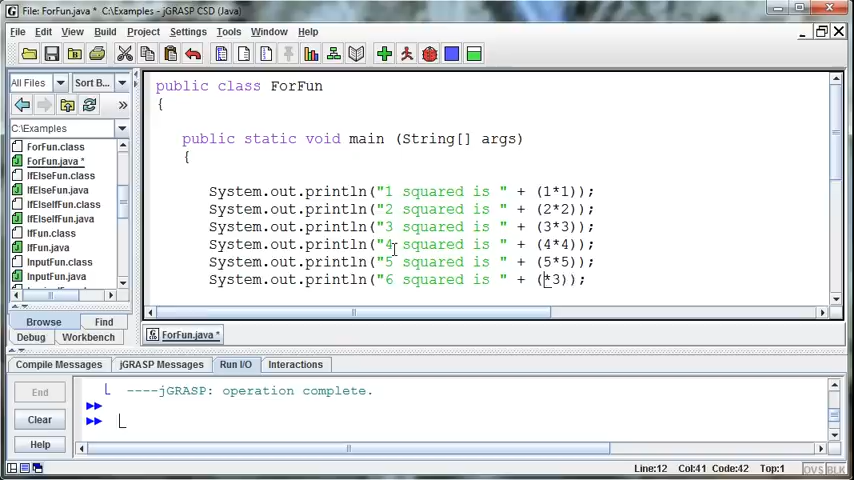 File: ForFun.java - C:\Examples - jGRASP CSD (Java)
File Edit View Build Project Settings Tools Window Help
All Files Sort B...
C:\Examples
ForFun.class
ForFun.java *
IfElseFun.class
IfElseFun.java
IfElseIfFun.class
IfElseIfFun.java
IfFun.class
IfFun.java
InputFun.class
InputFun.java
Browse Find
Debug Workbench
public class ForFun
{
public static void main (String[] args)
{
System.out.println("1 squared is " + (1*1));
System.out.println("2 squared is " + (2*2));
System.out.println("3 squared is " + (3*3));
System.out.println("4 squared is " + (4*4));
System.out.println("5 squared is " + (5*5));
System.out.println("6 squared is " + (*3));
ForFun.java *
Compile Messages jGRASP Messages Run I/O Interactions
End
Clear
Help
----jGRASP: operation complete.
Line:12 Col:41 Code:42 Top:1 OVS BLK